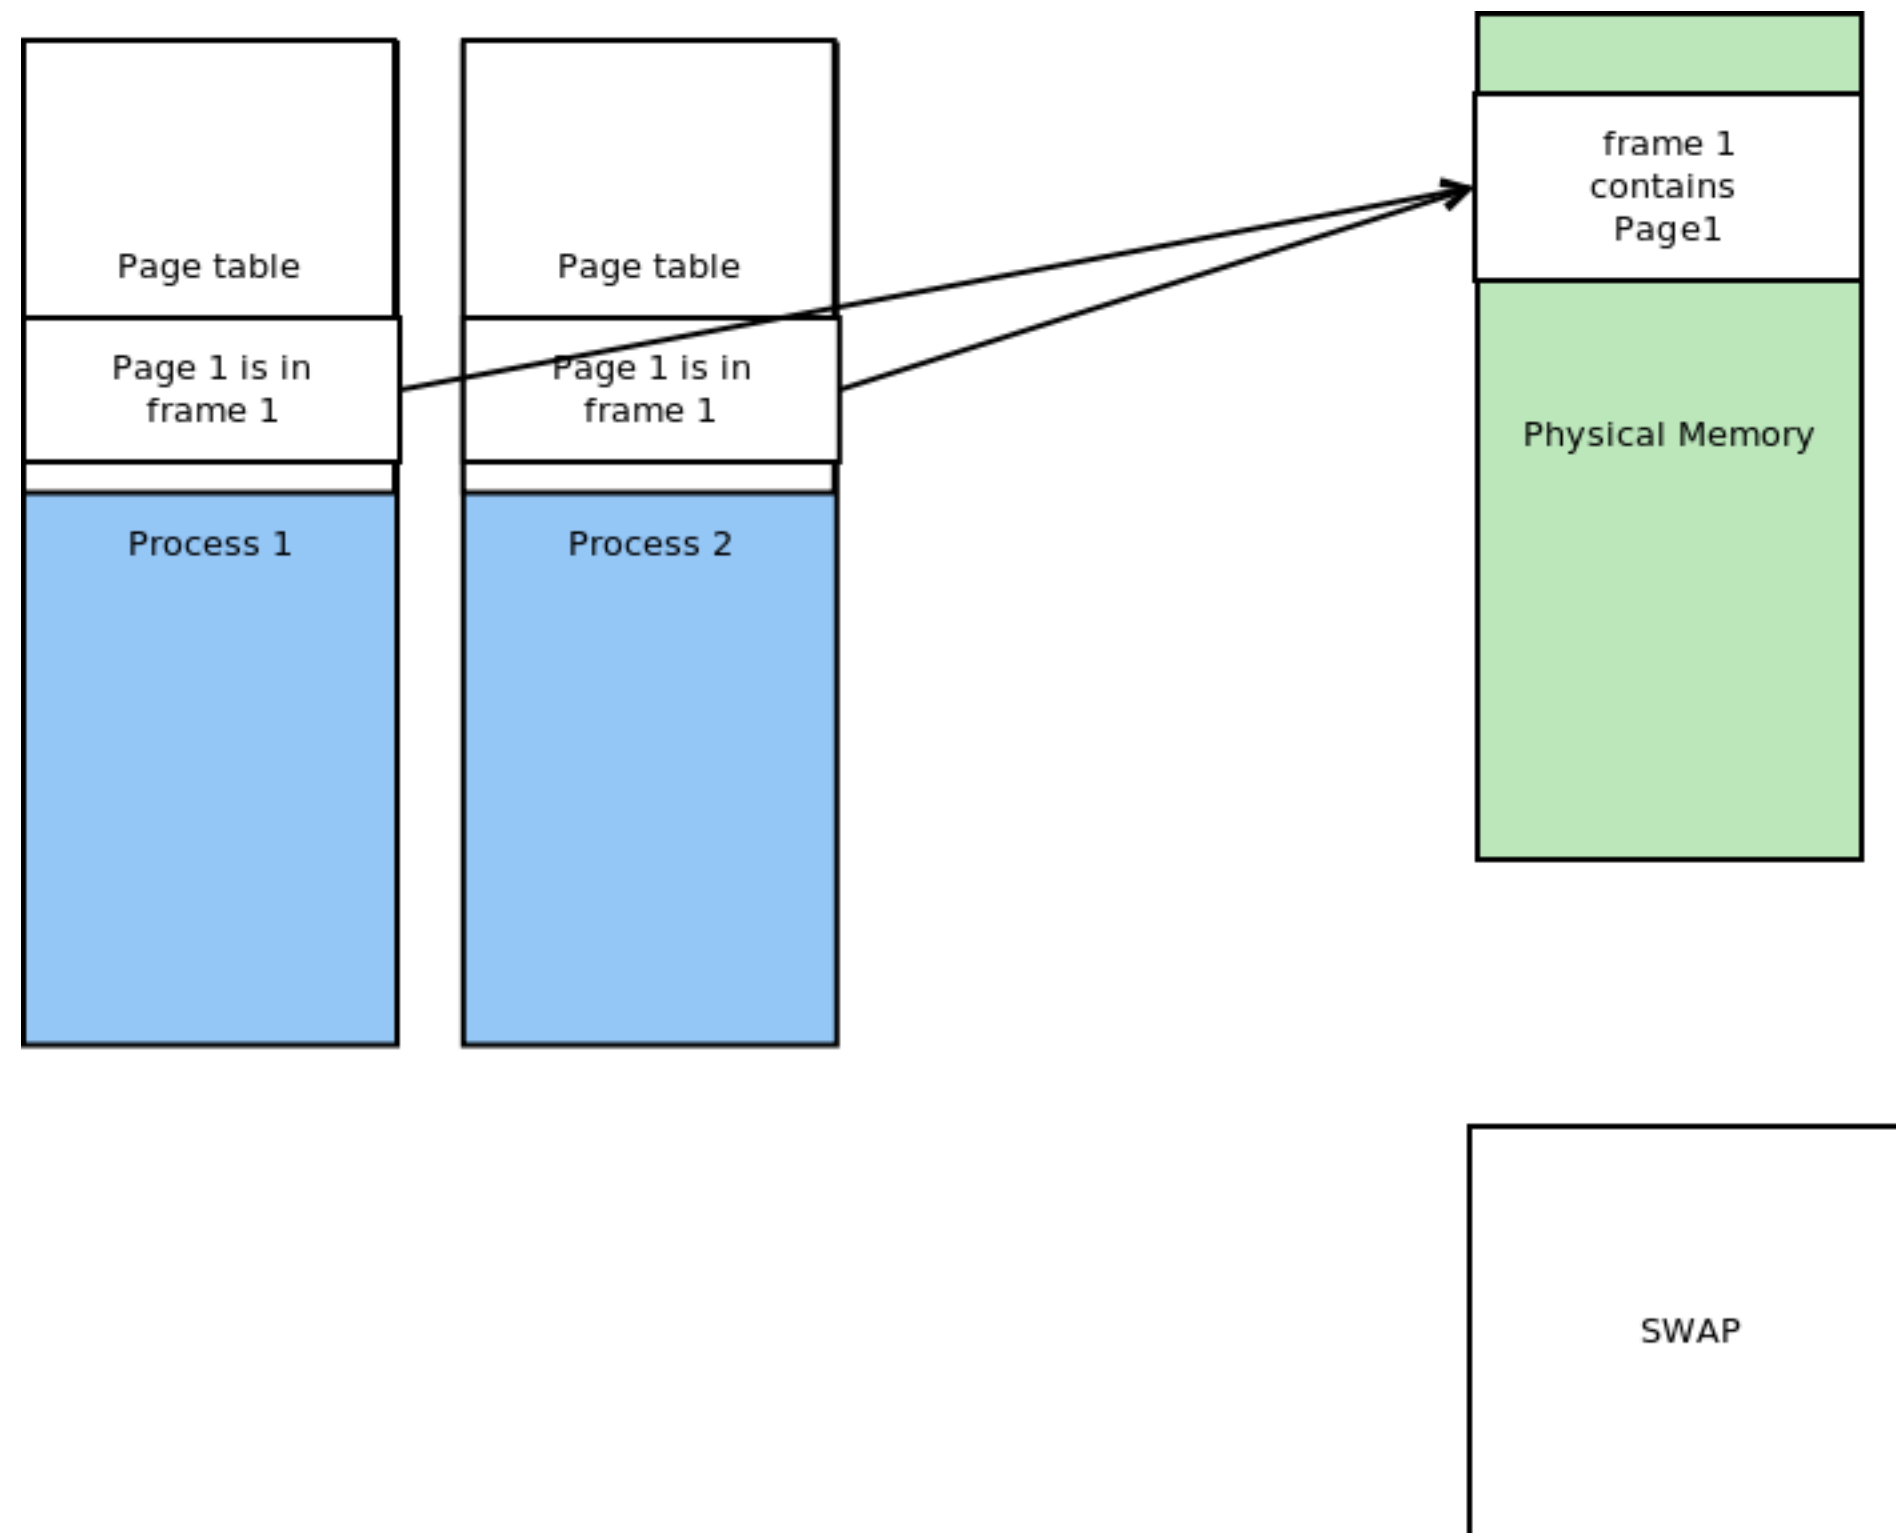 Page table
Page 1 is in
frame 1
Process 1
Page table
Page 1 is in
frame 1
Process 2
frame 1
contains
Page1
Physical Memory
SWAP